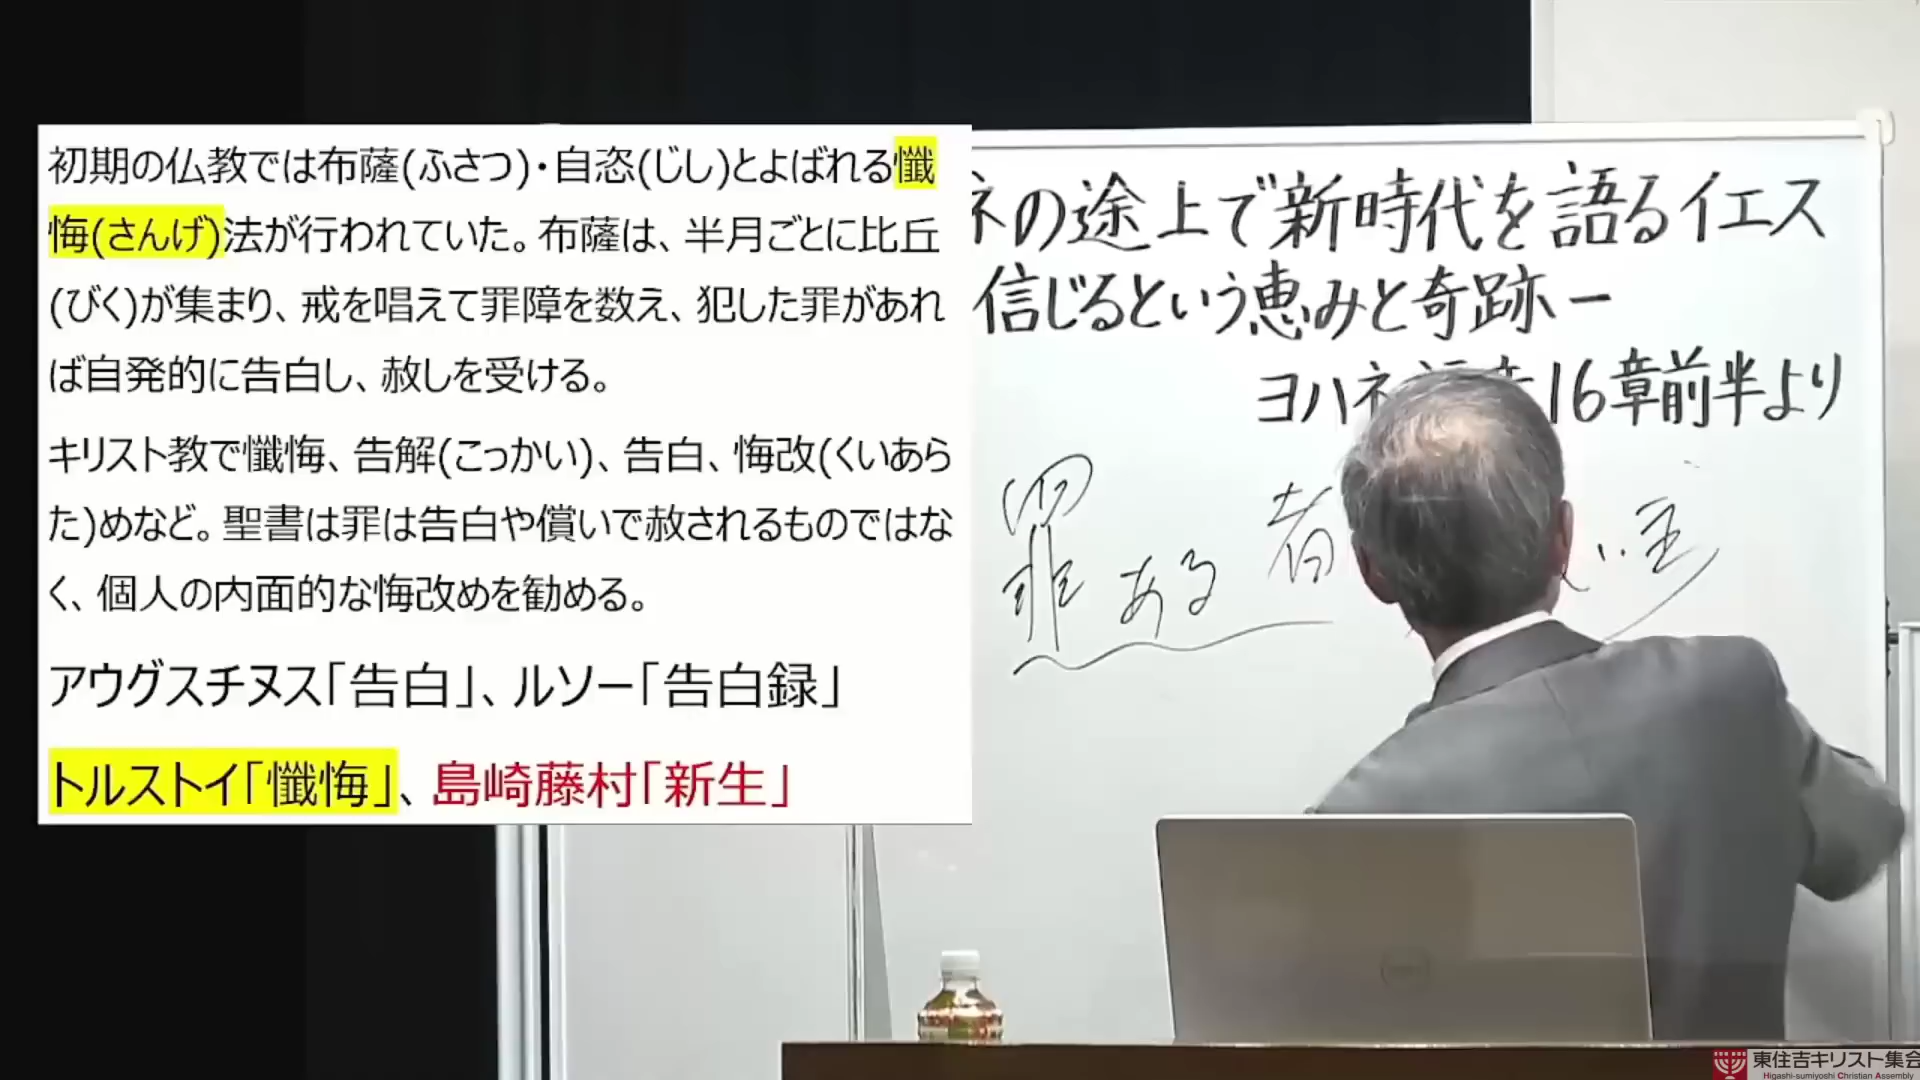 初期の仏教では布薩(ふさつ)・自恣(じし)とよばれる懺
悔(さんげ)法が行われていた。布薩は、半月ごとに比丘
(びく)が集まり、戒を唱えて罪障を数え、犯した罪があれ
ば自発的に告白し、赦しを受ける。
キリスト教で懺悔、告解(こっかい)、告白、悔改(くいあら
た)めなど。聖書は罪は告白や償いで赦されるものではな
く、個人の内面的な悔改めを勧める。
アウグスチヌス「告白」、ルソー「告白録」
トルストイ「懺悔」、島崎藤村「新生」
ネの途上で新時代を語るイエス
信じるという恵みと奇跡ー
ヨハネ 16章前半より
罪ある者 い主
東住吉キリスト集会
Higashi-sumiyoshi Christian Assembly